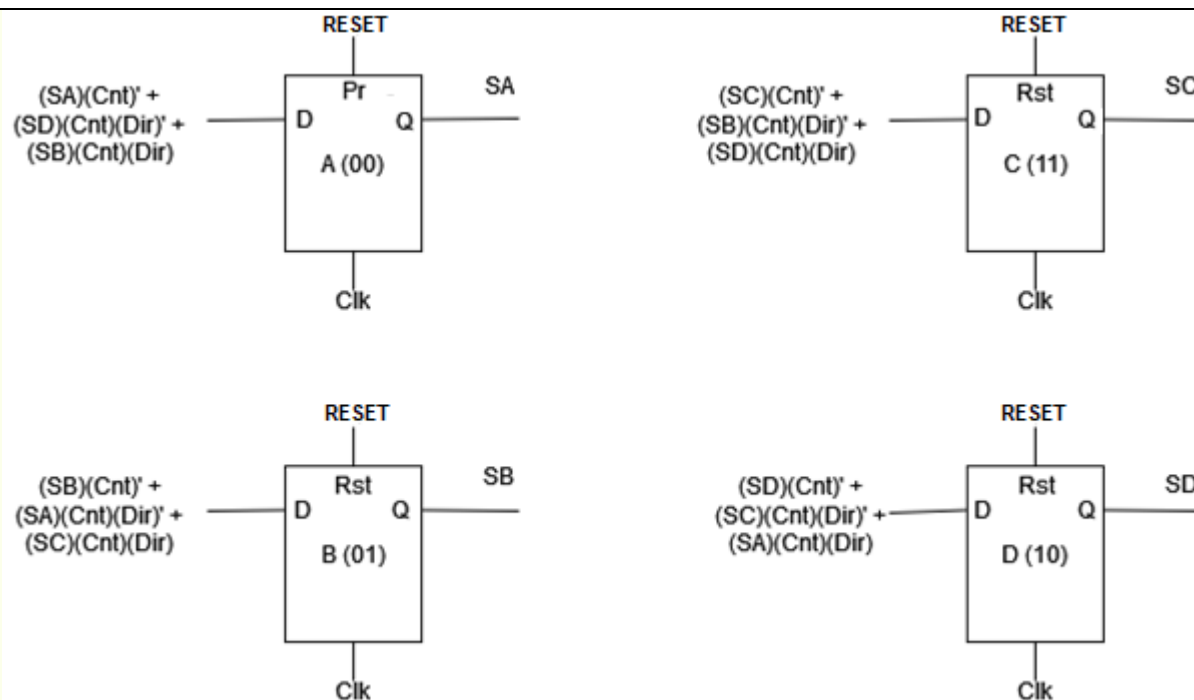 RESET
(SA)(Cnt)' +
(SD)(Cnt)(Dir)' +
(SB)(Cnt)(Dir)
Pr
D
Q
A (00)
SA
Clk
RESET
(SC)(Cnt)' +
(SB)(Cnt)(Dir)' +
(SD)(Cnt)(Dir)
Rst
D
Q
C (11)
SC
Clk
RESET
(SB)(Cnt)' +
(SA)(Cnt)(Dir)' +
(SC)(Cnt)(Dir)
Rst
D
Q
B (01)
SB
Clk
RESET
(SD)(Cnt)' +
(SC)(Cnt)(Dir)' +
(SA)(Cnt)(Dir)
Rst
D
Q
D (10)
SD
Clk